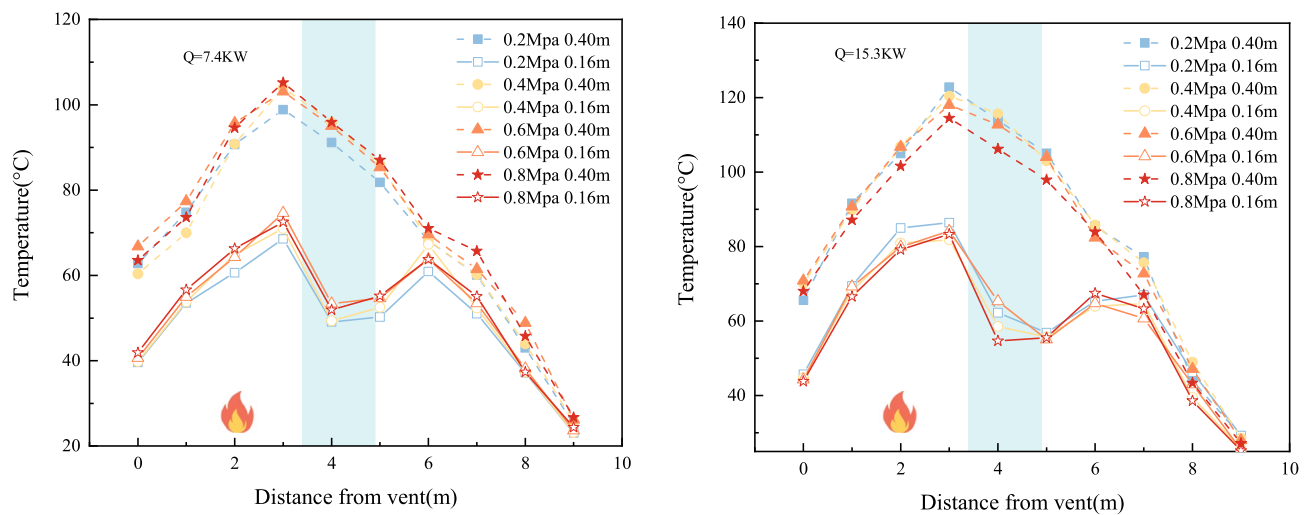 120
100
80
60
40
20
Temperature(°C)
Q=7.4KW
0.2Mpa 0.40m
0.2Mpa 0.16m
0.4Mpa 0.40m
0.4Mpa 0.16m
0.6Mpa 0.40m
0.6Mpa 0.16m
0.8Mpa 0.40m
0.8Mpa 0.16m
0 2 4 6 8 10
Distance from vent(m)
140
120
100
80
60
40
Temperature(°C)
Q=15.3KW
0.2Mpa 0.40m
0.2Mpa 0.16m
0.4Mpa 0.40m
0.4Mpa 0.16m
0.6Mpa 0.40m
0.6Mpa 0.16m
0.8Mpa 0.40m
0.8Mpa 0.16m
0 2 4 6 8 10
Distance from vent(m)